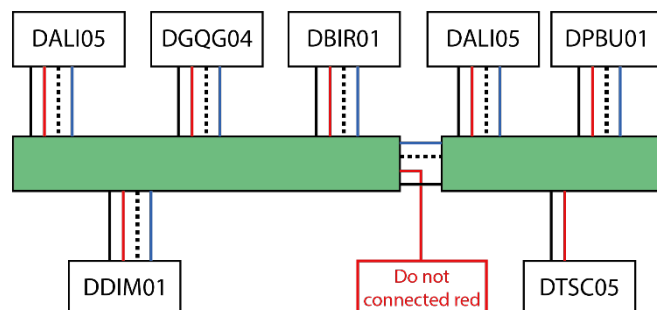 DALI05
DGQG04
DBIR01
DALI05
DPBU01
DDIM01
Do not
connected red
DTSC05